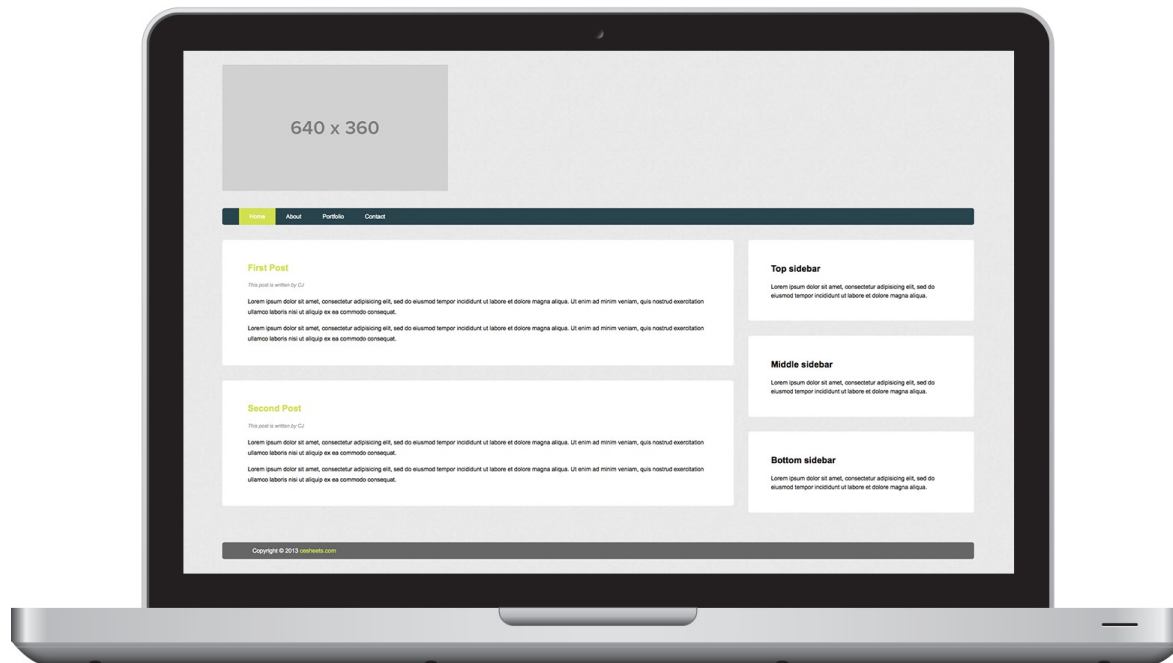 640 x 360
Home About Portfolio Contact
First Post
This post is written by CJ
Lorem ipsum dolor sit amet, consectetur adipisicing elit, sed do eiusmod tempor incididunt ut labore et dolore magna aliqua. Ut enim ad minim veniam, quis nostrud exercitation
ullamco laboris nisi ut aliquip ex ea commodo consequat.
Lorem ipsum dolor sit amet, consectetur adipisicing elit, sed do eiusmod tempor incididunt ut labore et dolore magna aliqua. Ut enim ad minim veniam, quis nostrud exercitation
ullamco laboris nisi ut aliquip ex ea commodo consequat.
Second Post
This post is written by CJ
Lorem ipsum dolor sit amet, consectetur adipisicing elit, sed do eiusmod tempor incididunt ut labore et dolore magna aliqua. Ut enim ad minim veniam, quis nostrud exercitation
ullamco laboris nisi ut aliquip ex ea commodo consequat.
Lorem ipsum dolor sit amet, consectetur adipisicing elit, sed do eiusmod tempor incididunt ut labore et dolore magna aliqua. Ut enim ad minim veniam, quis nostrud exercitation
ullamco laboris nisi ut aliquip ex ea commodo consequat.
Top sidebar
Lorem ipsum dolor sit amet, consectetur adipisicing elit, sed do
eiusmod tempor incididunt ut labore et dolore magna aliqua.
Middle sidebar
Lorem ipsum dolor sit amet, consectetur adipisicing elit, sed do
eiusmod tempor incididunt ut labore et dolore magna aliqua.
Bottom sidebar
Lorem ipsum dolor sit amet, consectetur adipisicing elit, sed do
eiusmod tempor incididunt ut labore et dolore magna aliqua.
Copyright © 2013